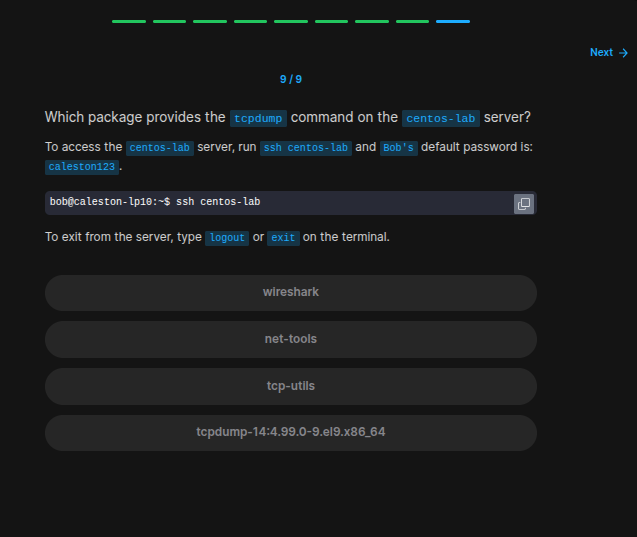 Next →
9 / 9
Which package provides the tcpdump command on the centos-lab server?
To access the centos-lab server, run ssh centos-lab and Bob's default password is:
caleston123.
bob@caleston-lp10:~$ ssh centos-lab
To exit from the server, type logout or exit on the terminal.
wireshark
net-tools
tcp-utils
tcpdump-14:4.99.0-9.el9.x86_64